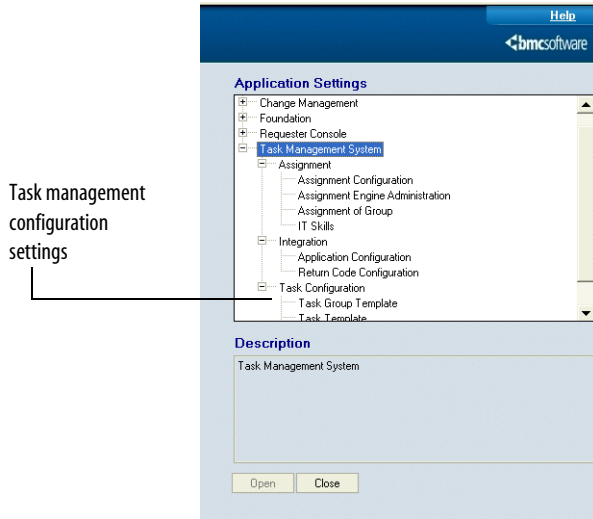 Help
bmcsoftware
Application Settings
Change Management
Foundation
Requester Console
Task Management System
Assignment
Assignment Configuration
Assignment Engine Administration
Assignment of Group
IT Skills
Integration
Application Configuration
Return Code Configuration
Task Configuration
Task Group Template
Task Template
Task management
configuration
settings
Description
Task Management System
Open
Close